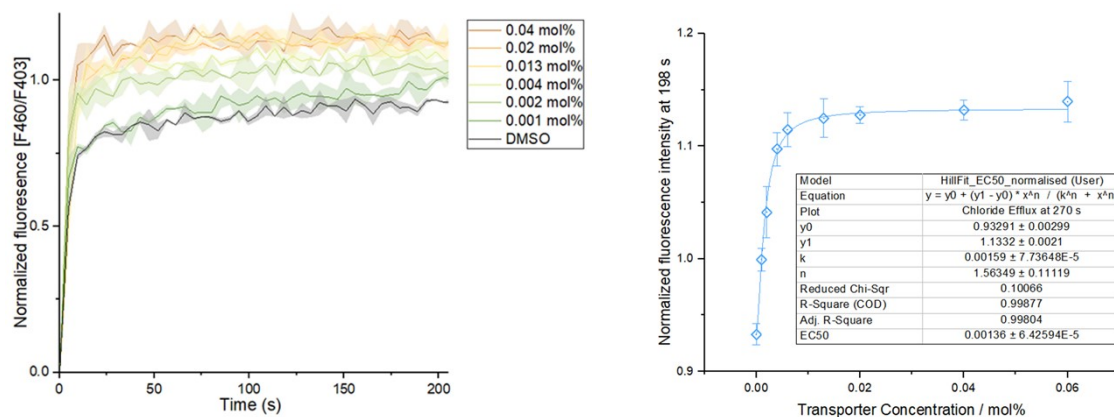 Normalized fluoresence [F460/F403]
1.0
0.5
0.0
0 50 100 150 200
Time (s)
0.04 mol%
0.02 mol%
0.013 mol%
0.004 mol%
0.002 mol%
0.001 mol%
DMSO
Normalized fluorescence intensity at 198 s
1.2
1.1
1.0
0.9
0.00 0.02 0.04 0.06
Transporter Concentration / mol%
Model HillFit_EC50_normalised (User)
Equation y = y0 + (y1 - y0) * x^n / (k^n + x^n
Plot Chloride Efflux at 270 s
y0 0.93291 ± 0.00299
y1 1.1332 ± 0.0021
k 0.00159 ± 7.73648E-5
n 1.56349 ± 0.11119
Reduced Chi-Sqr 0.10066
R-Square (COD) 0.99877
Adj. R-Square 0.99804
EC50 0.00136 ± 6.42594E-5